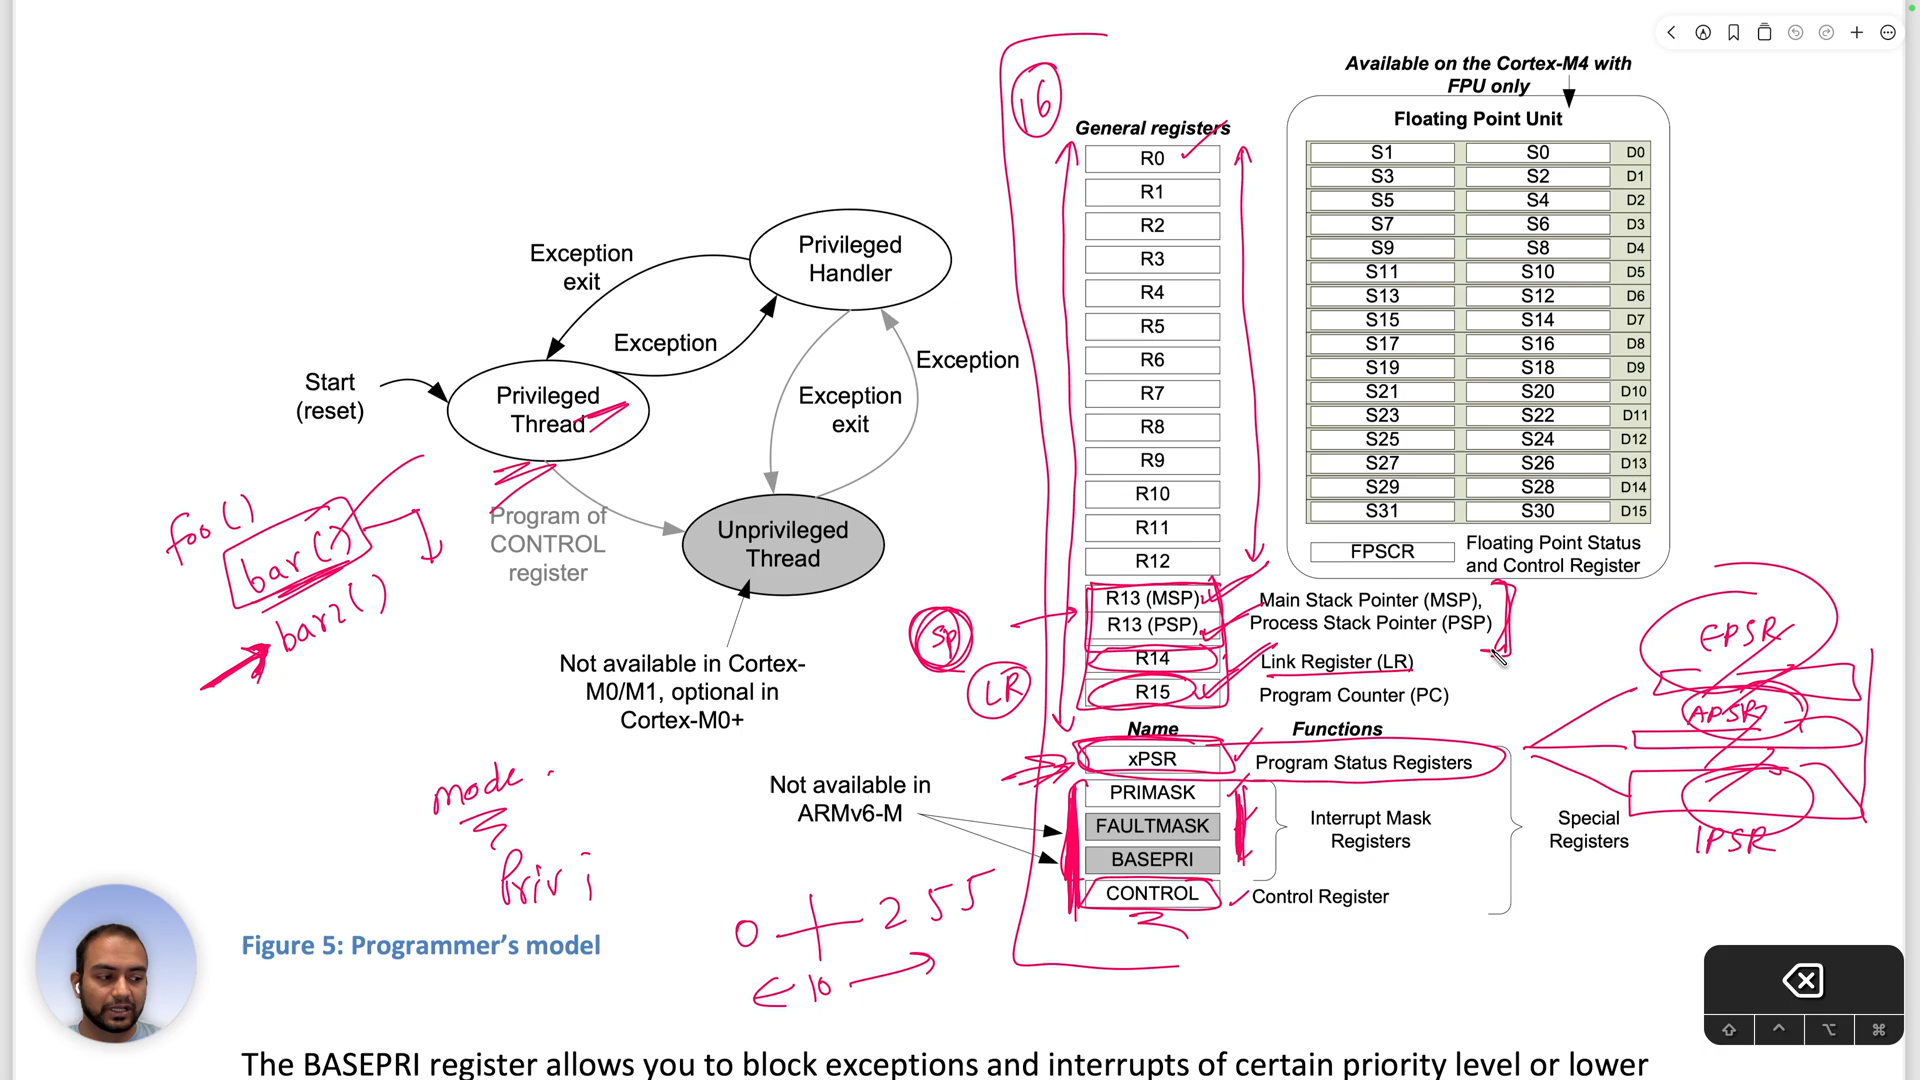 Available on the Cortex-M4 with
FPU only
Floating Point Unit
S1 S0 D0
S3 S2 D1
S5 S4 D2
S7 S6 D3
S9 S8 D4
S11 S10 D5
S13 S12 D6
S15 S14 D7
S17 S16 D8
S19 S18 D9
S21 S20 D10
S23 S22 D11
S25 S24 D12
S27 S26 D13
S29 S28 D14
S31 S30 D15
FPSCR
Floating Point Status
and Control Register
16
General registers
R0
R1
R2
R3
R4
R5
R6
R7
R8
R9
R10
R11
R12
R13 (MSP)
R13 (PSP)
Main Stack Pointer (MSP),
Process Stack Pointer (PSP)
R14
Link Register (LR)
R15
Program Counter (PC)
SP
LR
Name Functions
xPSR
Program Status Registers
PRIMASK
FAULTMASK
BASEPRI
Interrupt Mask
Registers
CONTROL
Control Register
Special
Registers
EPSR
APSR
IPSR
Not available in
ARMv6-M
Privileged
Handler
Exception
exit
Exception
Exception
Exception
exit
Start
(reset)
Privileged
Thread
Program of
CONTROL
register
Unprivileged
Thread
Not available in Cortex-
M0/M1, optional in
Cortex-M0+
foo()
bar()
bar2()
mode
Priv
0 255
10
Figure 5: Programmer's model
The BASEPRI register allows you to block exceptions and interrupts of certain priority level or lower